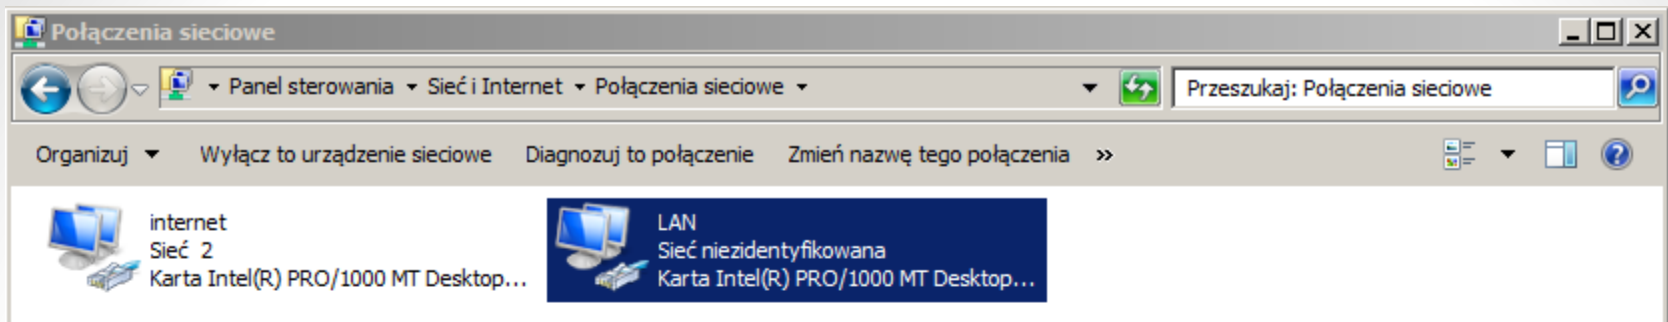 Połączenia sieciowe
Panel sterowania Sieć i Internet Połączenia sieciowe Przeszukaj: Połączenia sieciowe
Organizuj Wyłącz to urządzenie sieciowe Diagnozuj to połączenie Zmień nazwę tego połączenia »
internet
Sieć 2
Karta Intel(R) PRO/1000 MT Desktop...
LAN
Sieć niezidentyfikowana
Karta Intel(R) PRO/1000 MT Desktop...